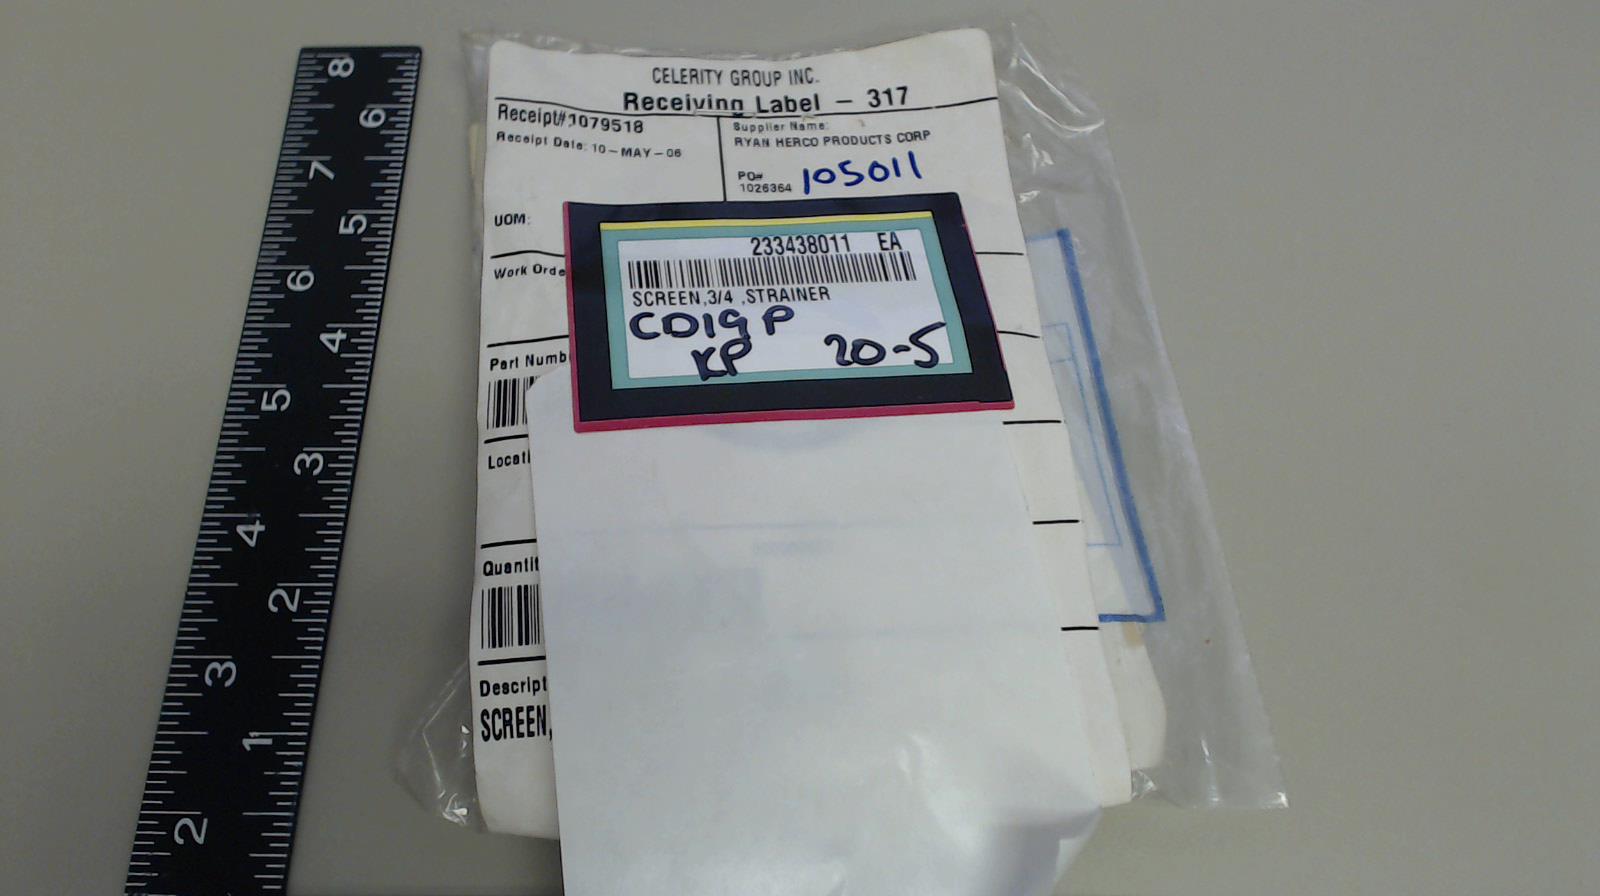 CELERITY GROUP INC.
Receiving Label - 317
Receipt# 1079518
Receipt Date: 10-MAY-06
Supplier Name:
RYAN HERCO PRODUCTS CORP
PO#
1026364
105011
UOM:
Work Orde
233438011 EA
SCREEN,3/4 ,STRAINER
CD19P
KP 20-5
Part Numb
Locati
Quantit
Descript
SCREEN,
8
7
6
5
4
3
2
6
5
4
3
2
1